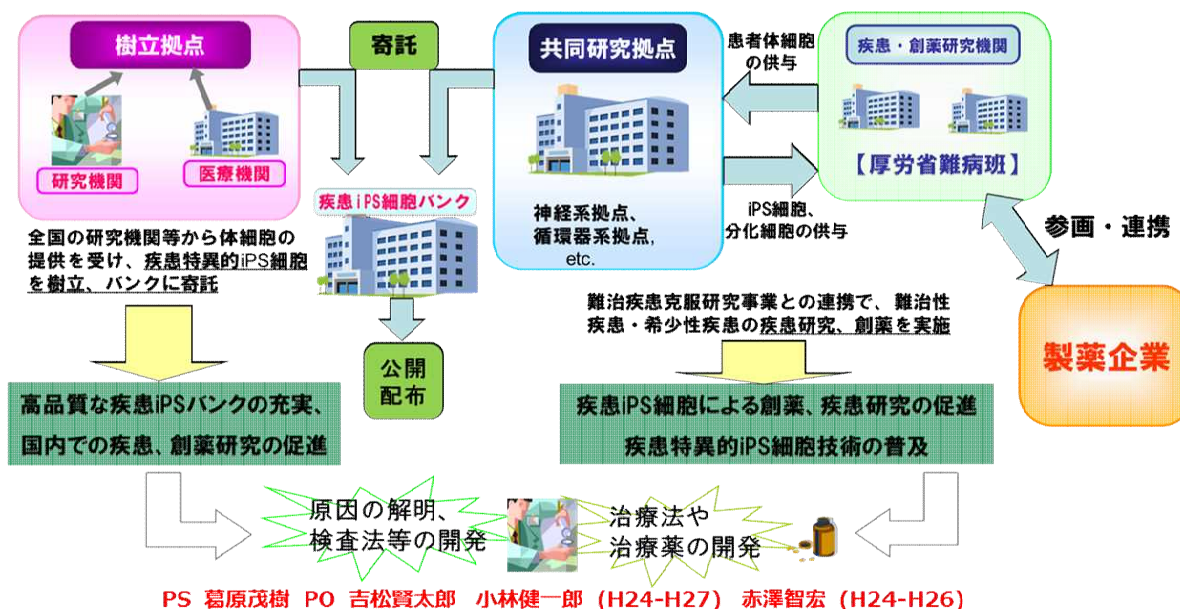 樹立拠点
研究機関
医療機関
全国の研究機関等から体細胞の
提供を受け、疾患特異的iPS細胞
を樹立、バンクに寄託
高品質な疾患iPSバンクの充実、
国内での疾患、創薬研究の促進
寄託
疾患iPS細胞バンク
公開
配布
共同研究拠点
神経系拠点、
循環器系拠点,
etc.
患者体細胞
の供与
iPS細胞、
分化細胞の供与
疾患・創薬研究機関
【厚労省難病班】
参画・連携
製薬企業
難治疾患克服研究事業との連携で、難治性
疾患・希少性疾患の疾患研究、創薬を実施
疾患iPS細胞による創薬、疾患研究の促進
疾患特異的iPS細胞技術の普及
原因の解明、
検査法等の開発
治療法や
治療薬の開発
PS 葛原茂樹 PO 吉松賢太郎 小林健一郎 (H24-H27) 赤澤智宏 (H24-H26)